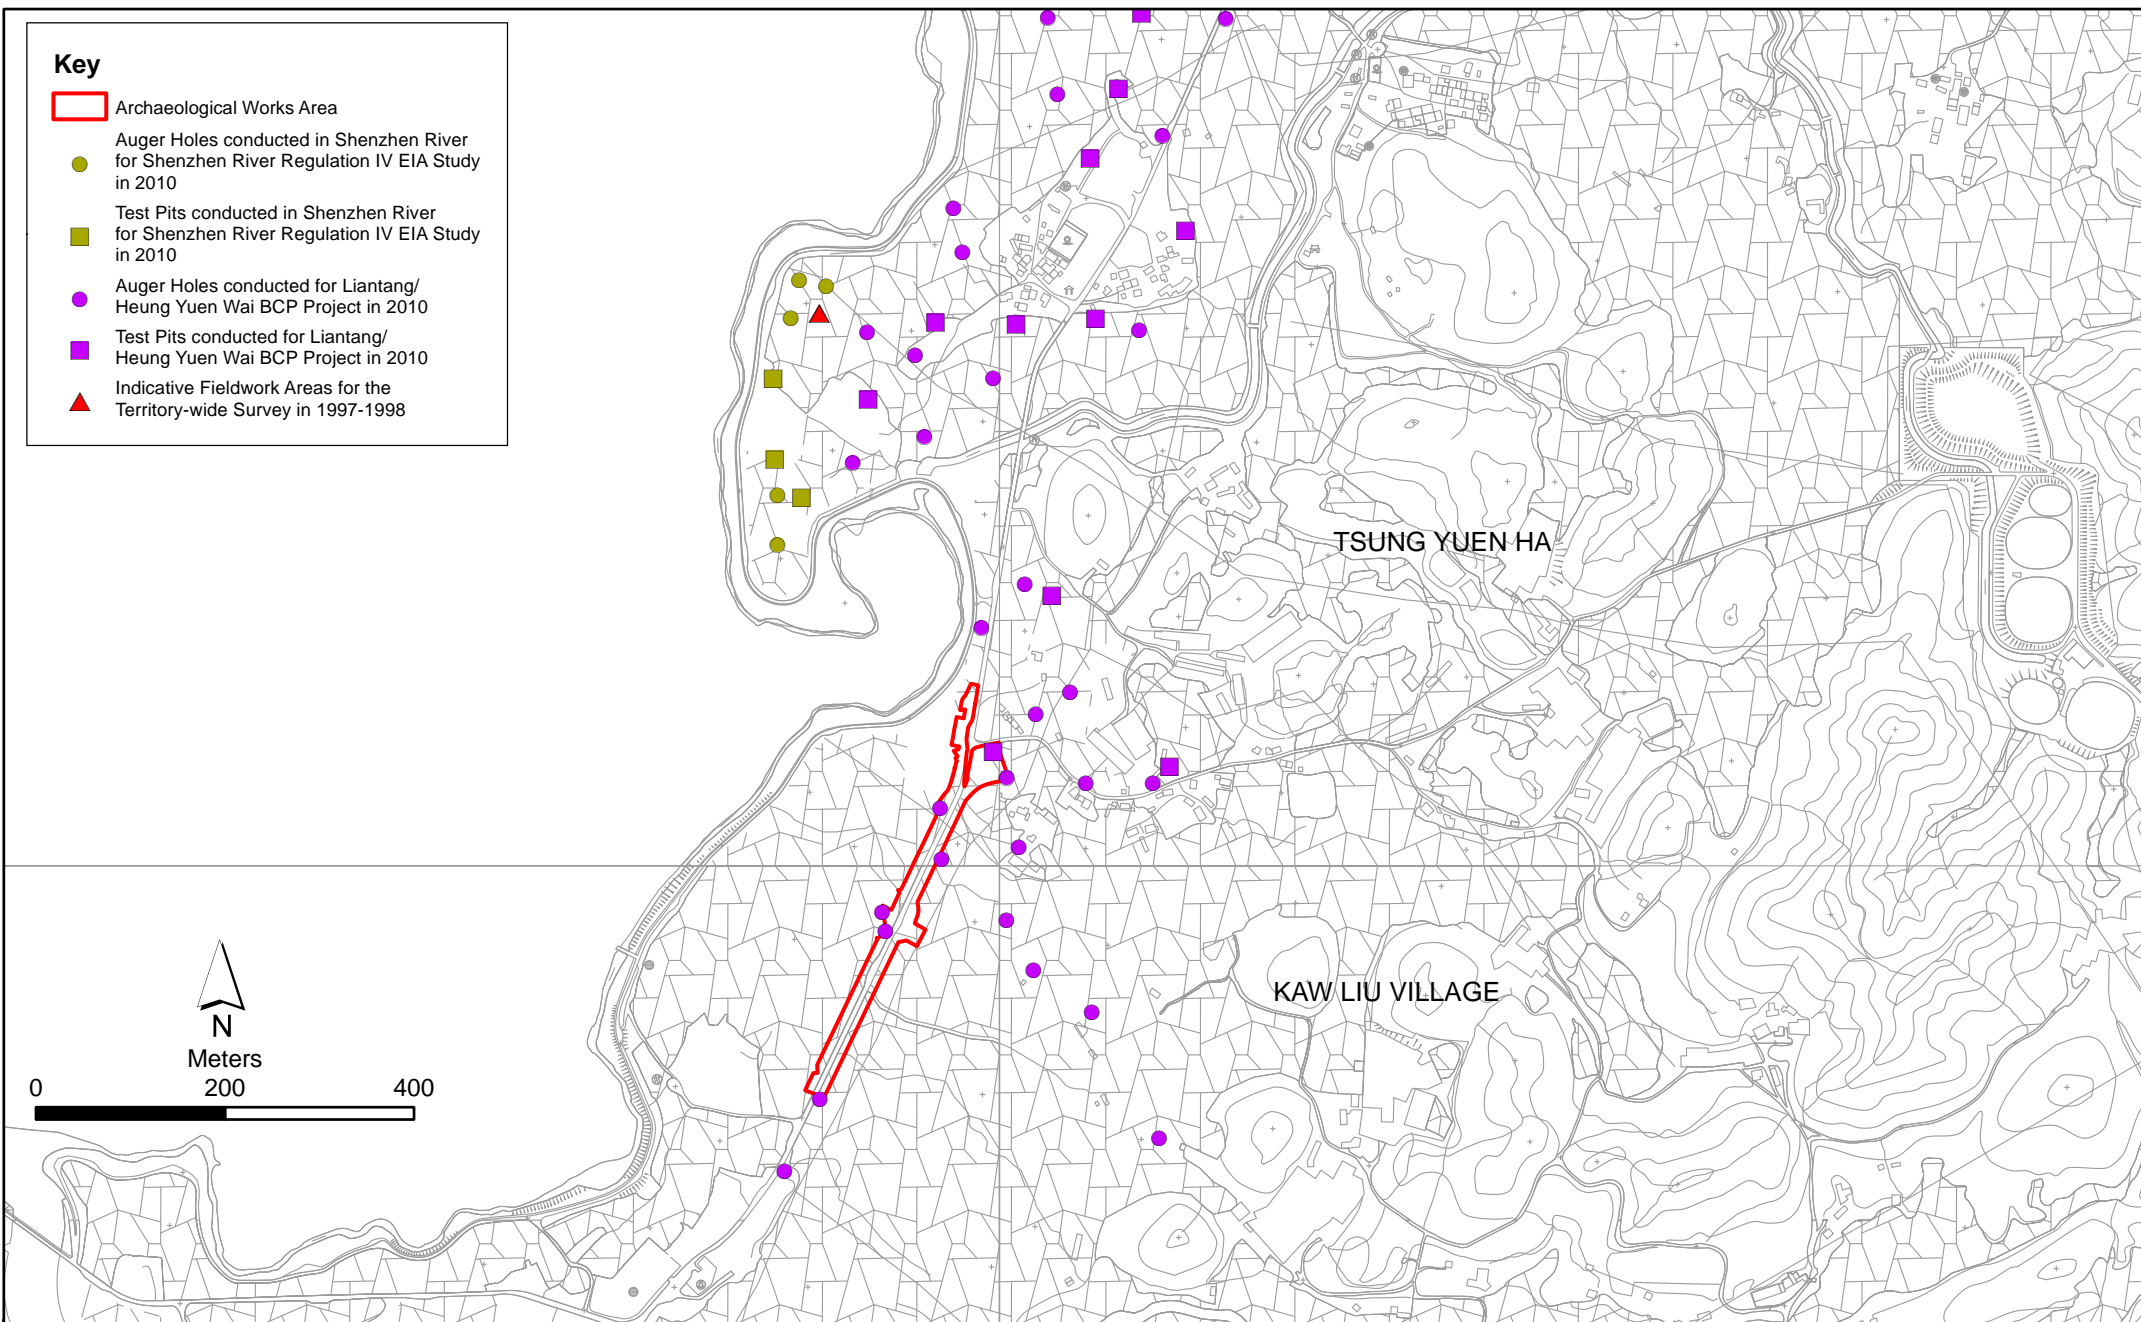 Key
Archaeological Works Area
Auger Holes conducted in Shenzhen River
for Shenzhen River Regulation IV EIA Study
in 2010
Test Pits conducted in Shenzhen River
for Shenzhen River Regulation IV EIA Study
in 2010
Auger Holes conducted for Liantang/
Heung Yuen Wai BCP Project in 2010
Test Pits conducted for Liantang/
Heung Yuen Wai BCP Project in 2010
Indicative Fieldwork Areas for the
Territory-wide Survey in 1997-1998
TSUNG YUEN HA
KAW LIU VILLAGE
N
Meters
0 200 400